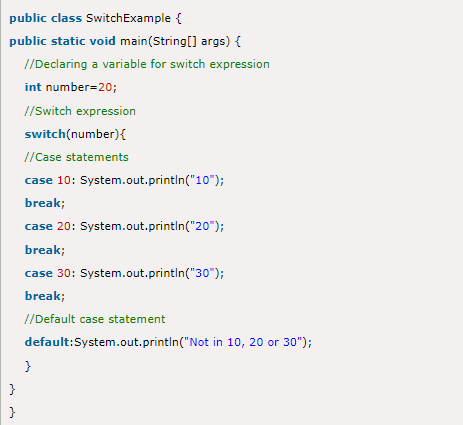 public class SwitchExample {
public static void main(String[] args) {
//Declaring a variable for switch expression
int number=20;
//Switch expression
switch(number){
//Case statements
case 10: System.out.println("10");
break;
case 20: System.out.println("20");
break;
case 30: System.out.println("30");
break;
//Default case statement
default:System.out.println("Not in 10, 20 or 30");
}
}
}